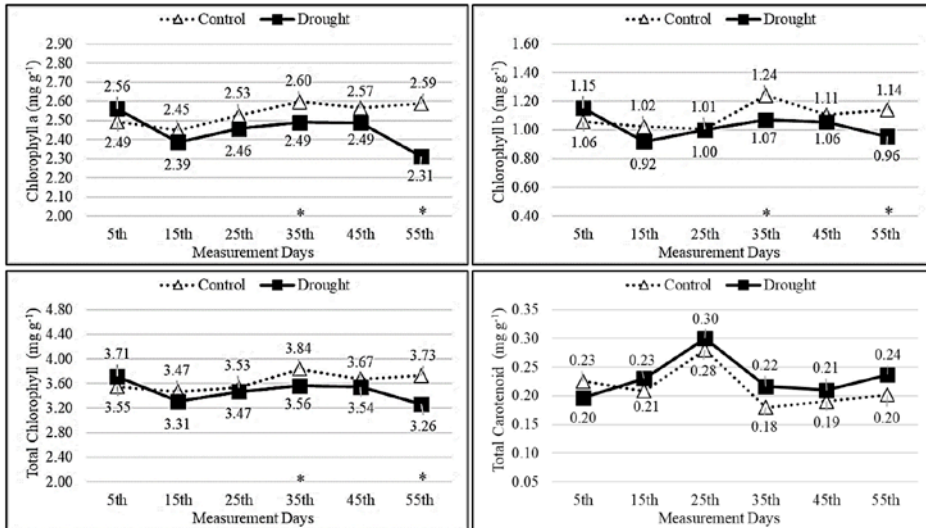 Control Drought
Chlorophyll a (mg g⁻¹)
2.90
2.80
2.70
2.60
2.50
2.40
2.30
2.20
2.10
2.00
2.56 2.45 2.53 2.60 2.57 2.59
2.49 2.39 2.46 2.49 2.49 2.31
* *
5th 15th 25th 35th 45th 55th
Measurement Days
Control Drought
Chlorophyll b (mg g⁻¹)
1.60
1.40
1.20
1.00
0.80
0.60
0.40
1.15 1.02 1.01 1.24 1.11 1.14
1.06 0.92 1.00 1.07 1.06 0.96
* *
5th 15th 25th 35th 45th 55th
Measurement Days
Control Drought
Total Chlorophyll (mg g⁻¹)
4.80
4.40
4.00
3.60
3.20
2.80
2.40
2.00
3.71 3.47 3.53 3.84 3.67 3.73
3.55 3.31 3.47 3.56 3.54 3.26
* *
5th 15th 25th 35th 45th 55th
Measurement Days
Control Drought
Total Carotenoid (mg g⁻¹)
0.35
0.30
0.25
0.20
0.15
0.10
0.05
0.23 0.23 0.30 0.22 0.21 0.24
0.20 0.21 0.28 0.18 0.19 0.20
5th 15th 25th 35th 45th 55th
Measurement Days